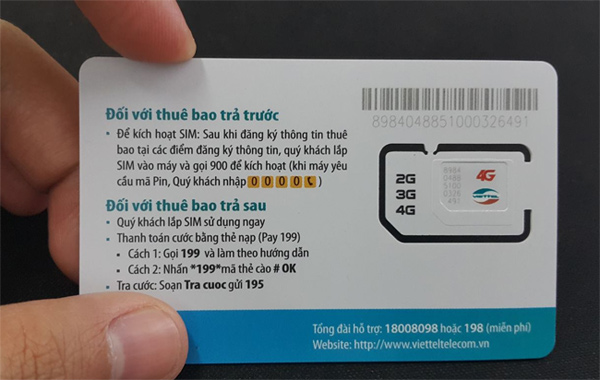 8984048851000326491
Đối với thuê bao trả trước
• Để kích hoạt SIM: Sau khi đăng ký thông tin thuê
bao tại các điểm đăng ký thông tin, quý khách lắp
SIM vào máy và gọi 900 để kích hoạt (khi máy yêu
cầu mã Pin, Quý khách nhập 0 0 0 0 )
Đối với thuê bao trả sau
• Quý khách lắp SIM sử dụng ngay
• Thanh toán cước bằng thẻ nạp (Pay 199)
• Cách 1: Gọi 199 và làm theo hướng dẫn
• Cách 2: Nhấn *199*mã thẻ cào # OK
• Tra cước: Soạn Tra cuoc gửi 195
2G
3G
4G
8984
0488
5100
0326
491
4G
VIETTEL
Tổng đài hỗ trợ: 18008098 hoặc 198 (miễn phí)
Website: http://www.vietteltelecom.vn